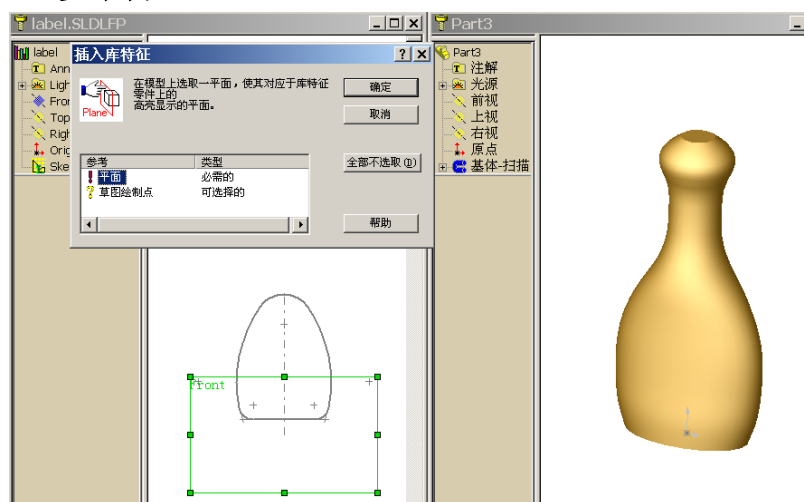 label.SLDLFP
label
Ann
Ligh
Fron
Top
Righ
Orig
Ske
插入库特征
Plane
在模型上选取一平面，使其对应于库特征
零件上的
高亮显示的平面。
确定
取消
参考 类型
平面 必需的
草图绘制点 可选择的
全部不选取(D)
帮助
Front
Part3
Part3
注解
光源
前视
上视
右视
原点
基体-扫描